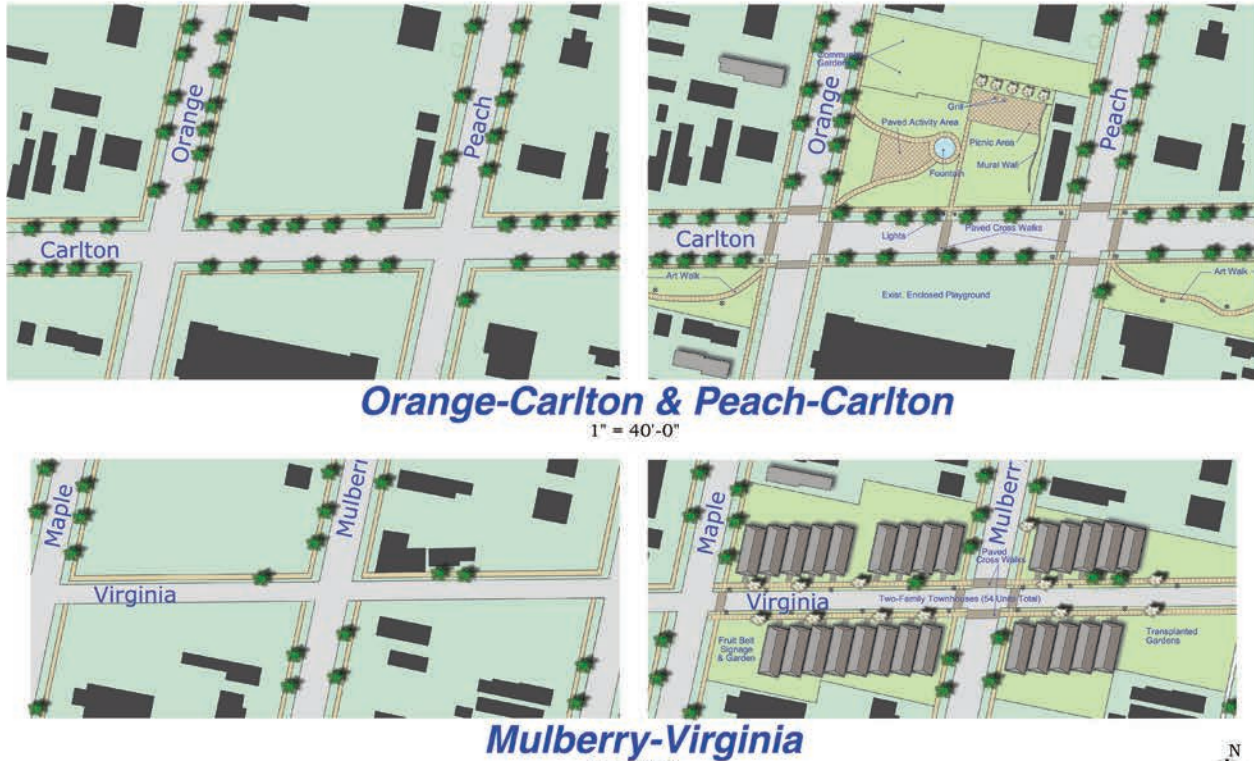 Orange
Peach
Carlton
Community
Garden
Orange
Peach
Grill
Paved Activity Area
Picnic Area
Mural Wall
Fountain
Carlton
Lights
Paved Cross Walks
Art Walk
Art Walk
Exist. Enclosed Playground
Orange-Carlton & Peach-Carlton
1" = 40'-0"
Maple
Mulberr
Virginia
Maple
Mulberry
Paved
Cross Walks
Virginia
Two-Family Townhouses (54 Units Total)
Fruit Belt
Signage
& Garden
Transplanted
Gardens
Mulberry-Virginia
N